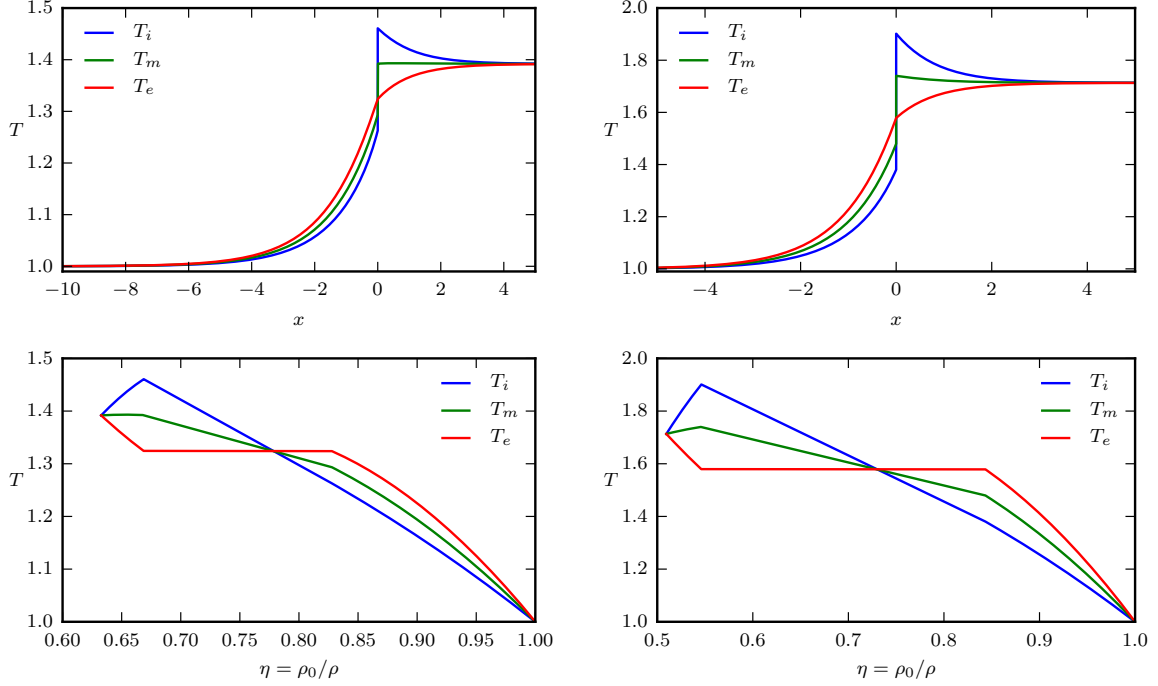 1.5
1.4
1.3
T
1.2
1.1
1.0
T_i
T_m
T_e
−10 −8 −6 −4 −2 0 2 4
x
2.0
1.8
1.6
T
1.4
1.2
1.0
T_i
T_m
T_e
−4 −2 0 2 4
x
1.5
1.4
1.3
T
1.2
1.1
1.0
T_i
T_m
T_e
0.60 0.65 0.70 0.75 0.80 0.85 0.90 0.95 1.00
η = ρ₀/ρ
2.0
1.8
1.6
T
1.4
1.2
1.0
T_i
T_m
T_e
0.5 0.6 0.7 0.8 0.9 1.0
η = ρ₀/ρ